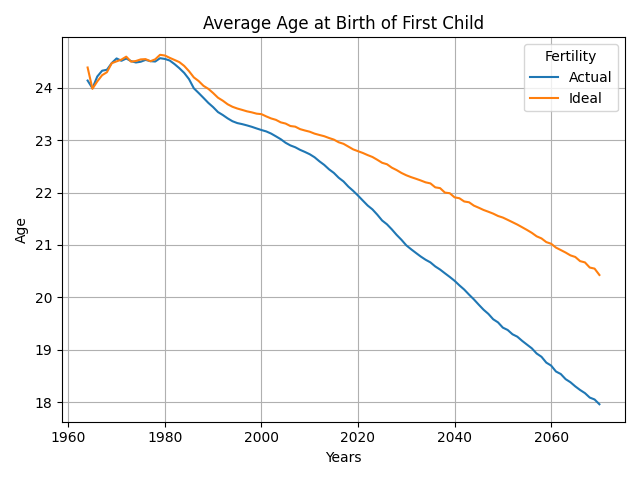 Average Age at Birth of First Child
Fertility
Actual
Ideal
Age
24
23
22
21
20
19
18
1960
1980
2000
2020
2040
2060
Years